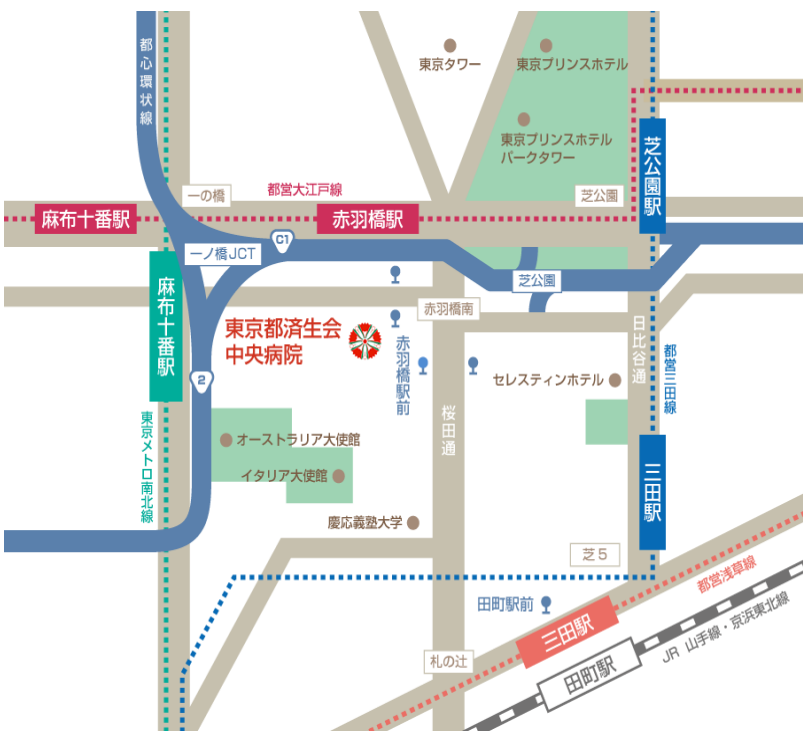 都心環状線
東京タワー
東京プリンスホテル
東京プリンスホテル
パークタワー
芝公園駅
一の橋
都営大江戸線
芝公園
麻布十番駅
赤羽橋駅
C1
一ノ橋JCT
芝公園
麻布十番駅
赤羽橋南
東京都済生会
中央病院
赤羽橋駅前
日比谷通
都営三田線
2
セレスティンホテル
桜田通
東京メトロ南北線
オーストラリア大使館
イタリア大使館
三田駅
慶応義塾大学
芝5
都営浅草線
田町駅前
三田駅
JR 山手線・京浜東北線
札の辻
田町駅